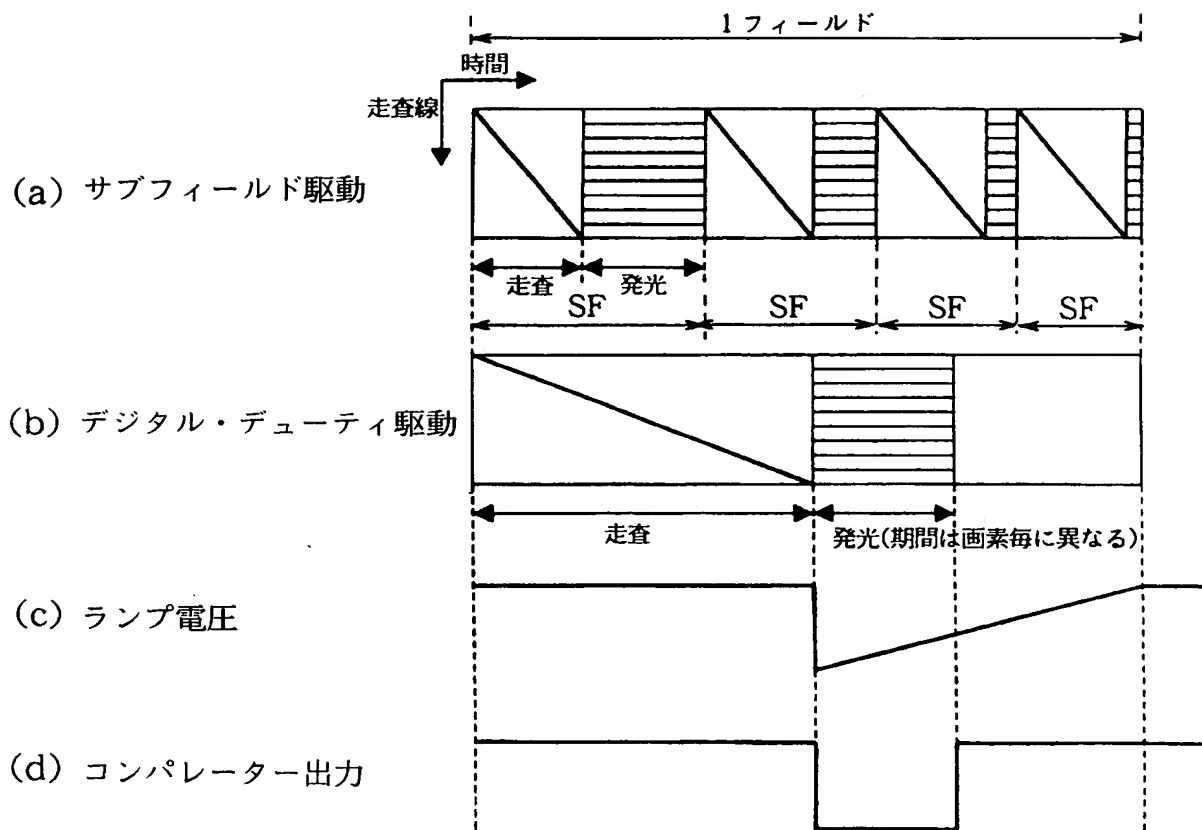 1フィールド
時間
走査線
(a) サブフィールド駆動
走査
発光
SF
SF
SF
SF
(b) デジタル・デューティ駆動
走査
発光(期間は画素毎に異なる)
(c) ランプ電圧
(d) コンパレーター出力